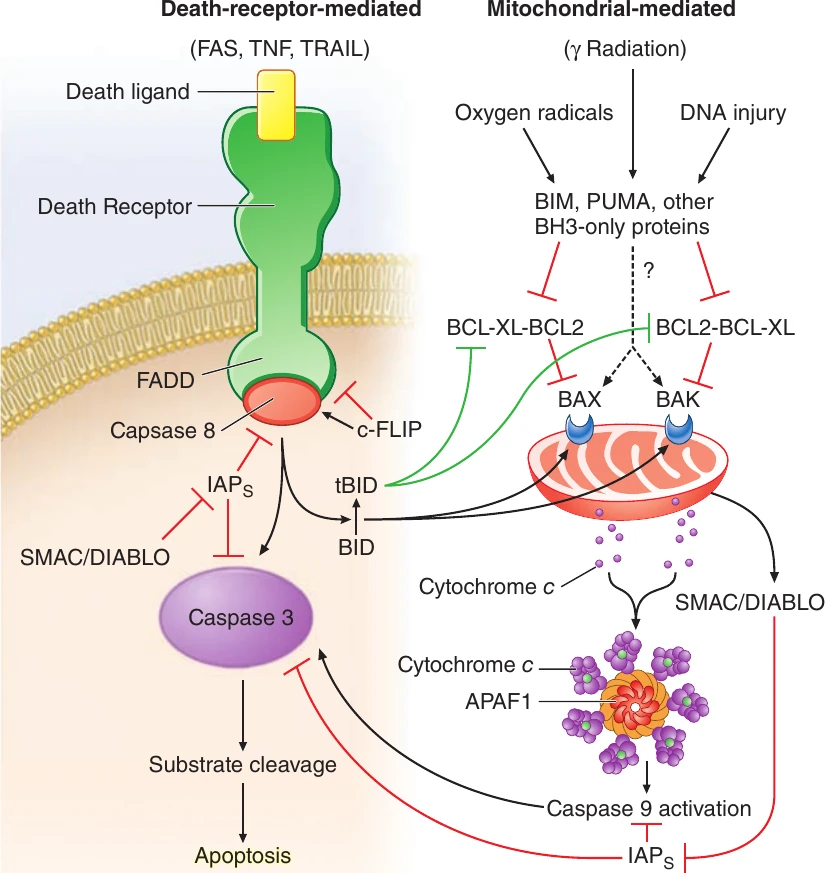 Death-receptor-mediated
Mitochondrial-mediated
(FAS, TNF, TRAIL)
(γ Radiation)
Death ligand
Oxygen radicals
DNA injury
Death Receptor
BIM, PUMA, other
BH3-only proteins
?
BCL-XL-BCL2
BCL2-BCL-XL
FADD
BAX
BAK
Capsase 8
c-FLIP
IAPS
tBID
SMAC/DIABLO
BID
Cytochrome c
SMAC/DIABLO
Caspase 3
Cytochrome c
APAF1
Substrate cleavage
Caspase 9 activation
Apoptosis
IAPS